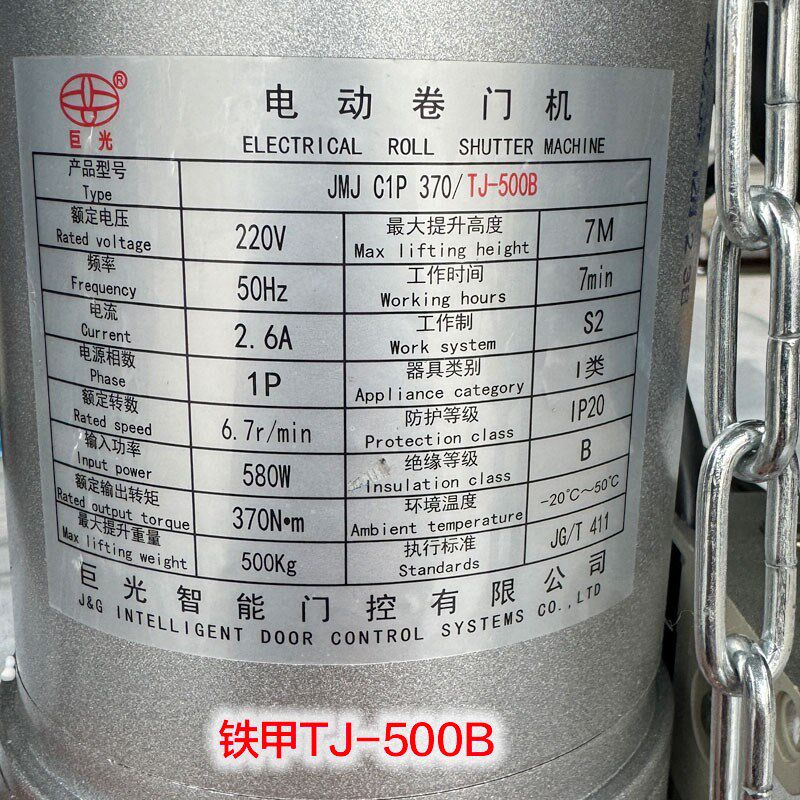 ®
巨光
电动卷门机
ELECTRICAL ROLL SHUTTER MACHINE
产品型号
Type
JMJ C1P 370/TJ-500B
额定电压
Rated voltage
220V
最大提升高度
Max lifting height
7M
频率
Frequency
50Hz
工作时间
Working hours
7min
电流
Current
2.6A
工作制
Work system
S2
电源相数
Phase
1P
器具类别
Appliance category
I类
额定转数
Rated speed
6.7r/min
防护等级
Protection class
IP20
输入功率
Input power
580W
绝缘等级
Insulation class
B
额定输出转矩
Rated output torque
370N•m
环境温度
Ambient temperature
-20℃~50℃
最大提升重量
Max lifting weight
500Kg
执行标准
Standards
JG/T 411
巨光智能门控有限公司
J&G INTELLIGENT DOOR CONTROL SYSTEMS CO.,LTD
铁甲TJ-500B